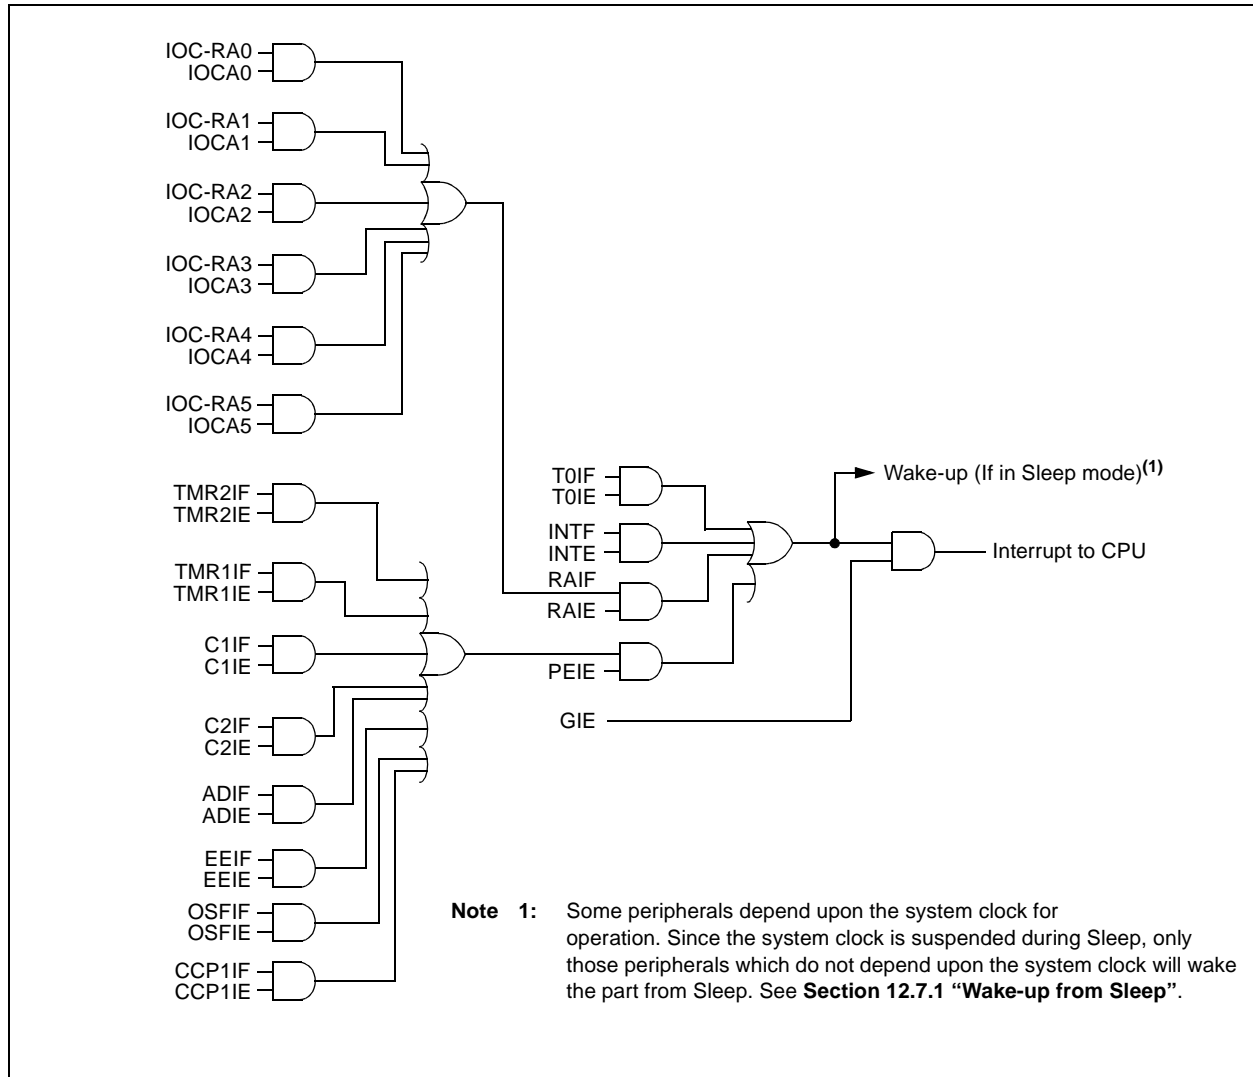 IOC-RA0
IOCA0
IOC-RA1
IOCA1
IOC-RA2
IOCA2
IOC-RA3
IOCA3
IOC-RA4
IOCA4
IOC-RA5
IOCA5
TMR2IF
TMR2IE
TMR1IF
TMR1IE
C1IF
C1IE
C2IF
C2IE
ADIF
ADIE
EEIF
EEIE
OSFIF
OSFIE
CCP1IF
CCP1IE
T0IF
T0IE
INTF
INTE
RAIF
RAIE
PEIE
GIE
Wake-up (If in Sleep mode)(1)
Interrupt to CPU
Note 1: Some peripherals depend upon the system clock for
operation. Since the system clock is suspended during Sleep, only
those peripherals which do not depend upon the system clock will wake
the part from Sleep. See Section 12.7.1 “Wake-up from Sleep”.